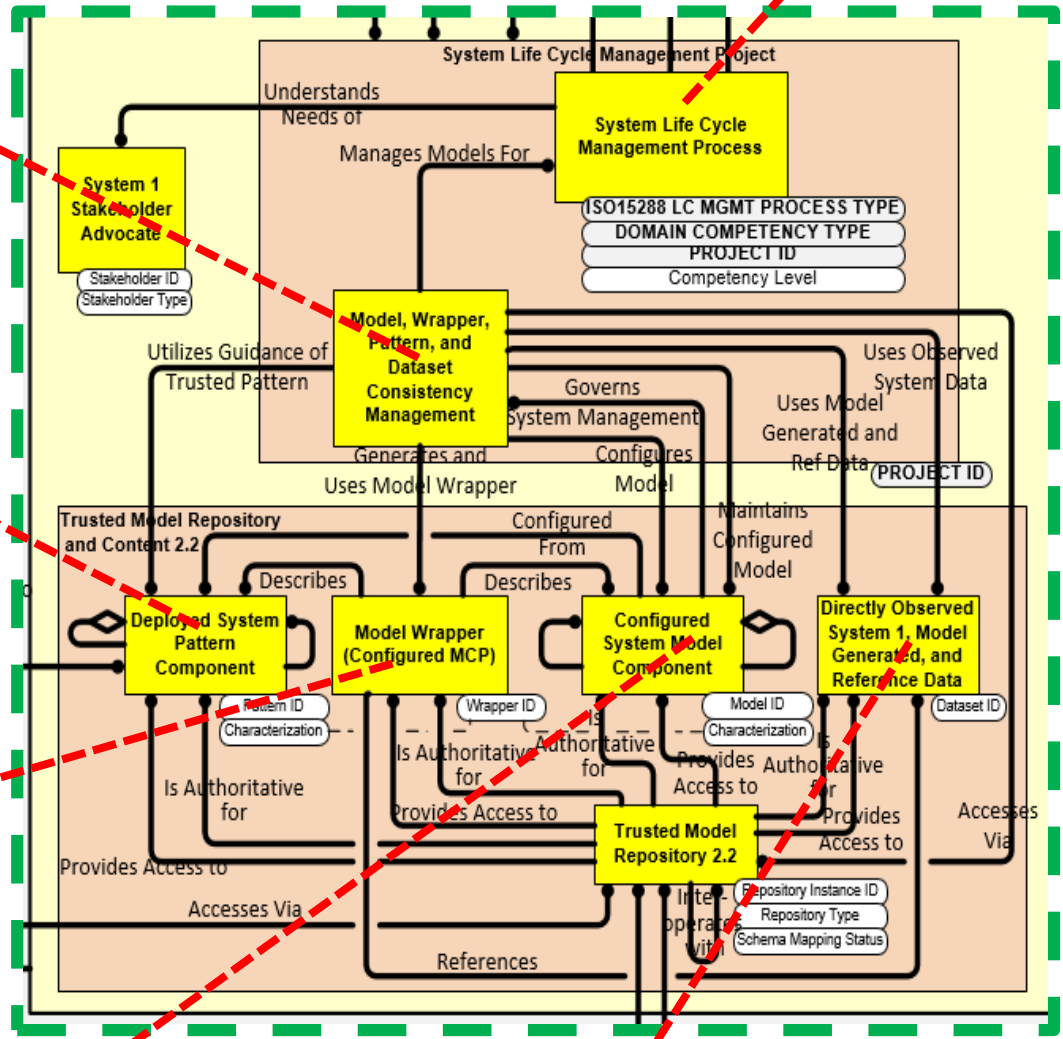 System Life Cycle Management Project
Understands
Needs of
System Life Cycle
Management Process
Manages Models For
System 1
Stakeholder
Advocate
ISO15288 LC MGMT PROCESS TYPE
DOMAIN COMPETENCY TYPE
PROJECT ID
Competency Level
Stakeholder ID
Stakeholder Type
Model, Wrapper,
Pattern, and
Dataset
Consistency
Management
Utilizes Guidance of
Trusted Pattern
Governs
System Management
Uses Observed
System Data
Uses Model
Generated and
Ref Data
Generates and
Uses Model Wrapper
Configures
Model
PROJECT ID
Trusted Model Repository
and Content 2.2
Configured
From
Maintains
Configured
Model
Describes
Describes
Deployed System
Pattern
Component
Model Wrapper
(Configured MCP)
Configured
System Model
Component
Directly Observed
System 1, Model
Generated, and
Reference Data
Pattern ID
Characterization
Wrapper ID
Model ID
Characterization
Dataset ID
Is Authoritative
for
Is Authoritative
for
Is
Authoritative
for
Provides
Access to
Is
Authoritative
for
Provides
Access to
Accesses
Via
Provides Access to
Provides Access to
Trusted Model
Repository 2.2
Accesses Via
Inter-
operates
with
Repository Instance ID
Repository Type
Schema Mapping Status
References